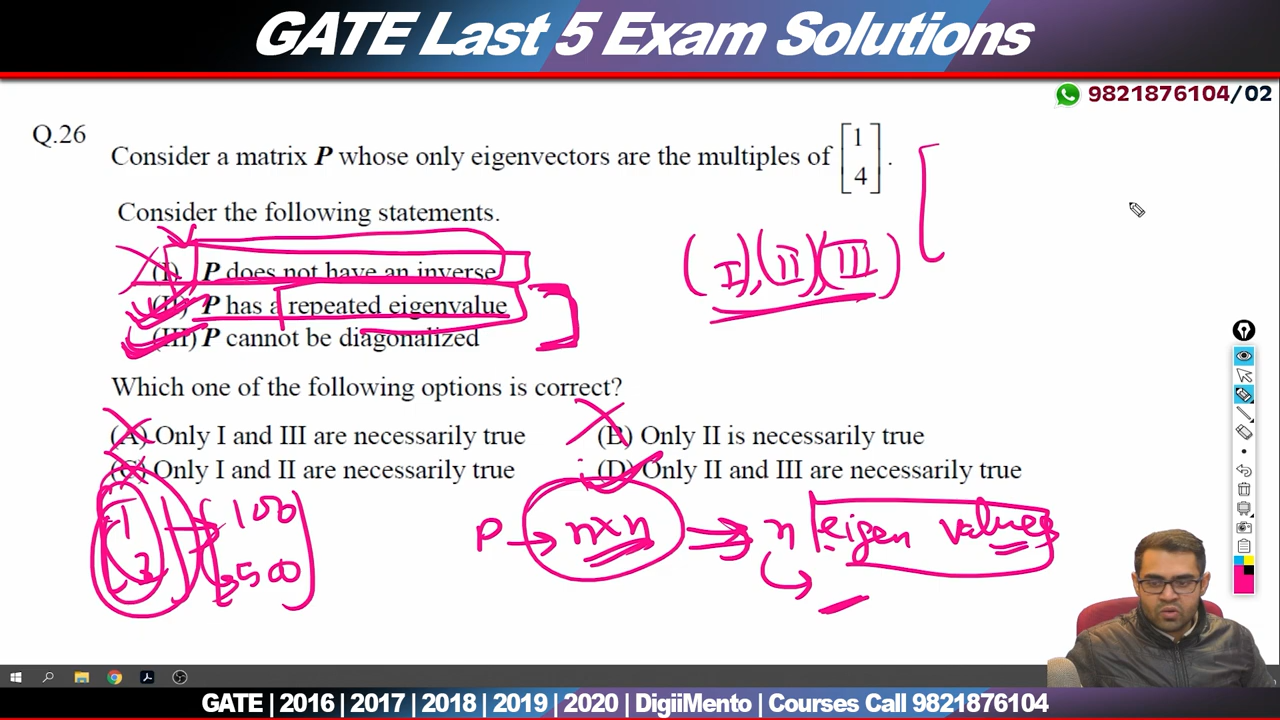 GATE Last 5 Exam Solutions
9821876104/02
Q.26
Consider a matrix P whose only eigenvectors are the multiples of [1 4].
Consider the following statements.
(I) P does not have an inverse
(II) P has a repeated eigenvalue
(III) P cannot be diagonalized
(I), (II) (III)
Which one of the following options is correct?
(A) Only I and III are necessarily true
(B) Only II is necessarily true
(C) Only I and II are necessarily true
(D) Only II and III are necessarily true
100
500
P → n×n → n eigen values
GATE | 2016 | 2017 | 2018 | 2019 | 2020 | DigiiMento | Courses Call 9821876104